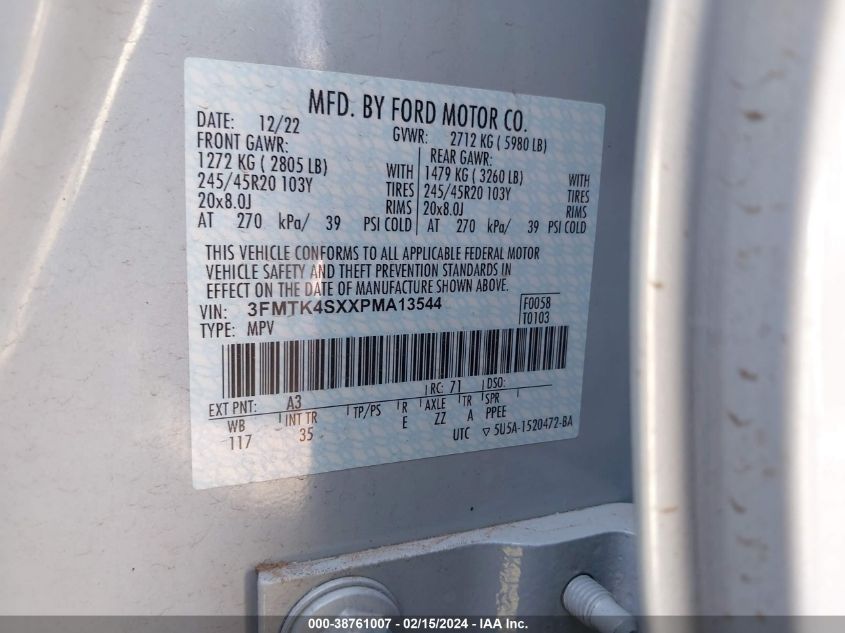 MFD. BY FORD MOTOR CO.
DATE: 12/22 GVWR: 2712 KG ( 5980 LB)
FRONT GAWR: REAR GAWR:
1272 KG ( 2805 LB) WITH 1479 KG ( 3260 LB) WITH
245/45R20 103Y TIRES 245/45R20 103Y TIRES
20x8.0J RIMS 20x8.0J RIMS
AT 270 kPa/ 39 PSI COLD AT 270 kPa/ 39 PSI COLD
THIS VEHICLE CONFORMS TO ALL APPLICABLE FEDERAL MOTOR
VEHICLE SAFETY AND THEFT PREVENTION STANDARDS IN
EFFECT ON THE DATE OF MANUFACTURE SHOWN ABOVE.
VIN: 3FMTK4SXXPMA13544 F0058
TYPE: MPV T0103
EXT PNT: A3 RC: 71 DSO:
WB INT TR TP/PS R AXLE TR SPR
117 35 E ZZ A PPEE
UTC ▽ 5U5A-1520472-BA
000-38761007 - 02/15/2024 - IAA Inc.